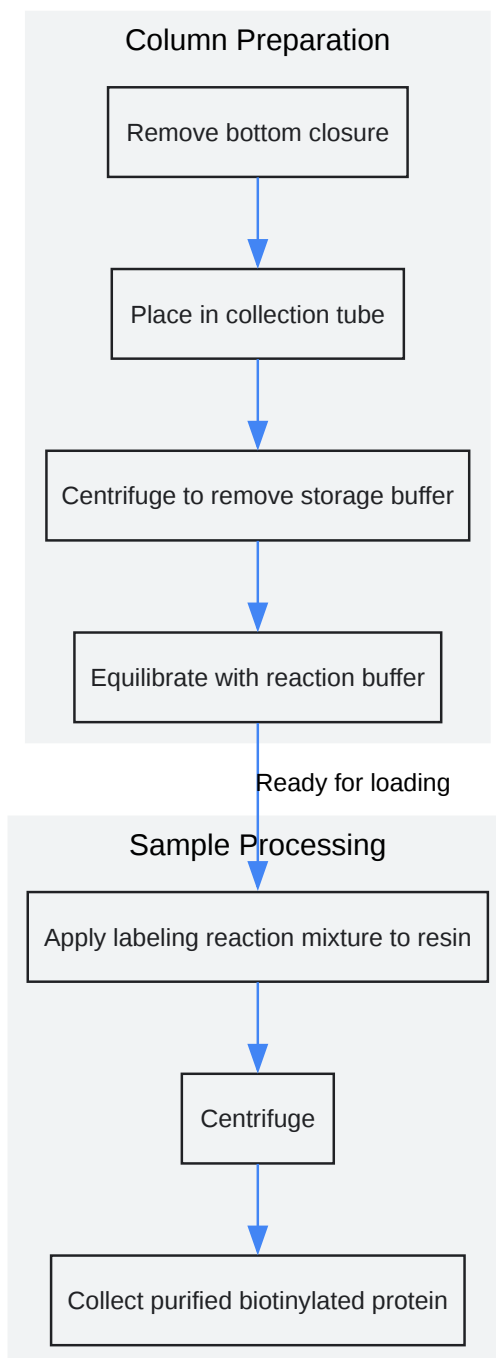 Column Preparation
Remove bottom closure
Place in collection tube
Centrifuge to remove storage buffer
Equilibrate with reaction buffer
Ready for loading
Sample Processing
Apply labeling reaction mixture to resin
Centrifuge
Collect purified biotinylated protein